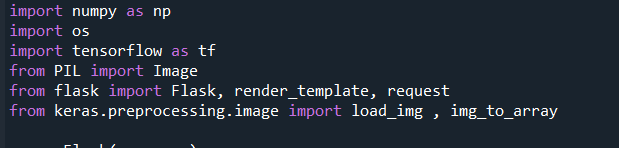 import numpy as np
import os
import tensorflow as tf
from PIL import Image
from flask import Flask, render_template, request
from keras.preprocessing.image import load_img , img_to_array